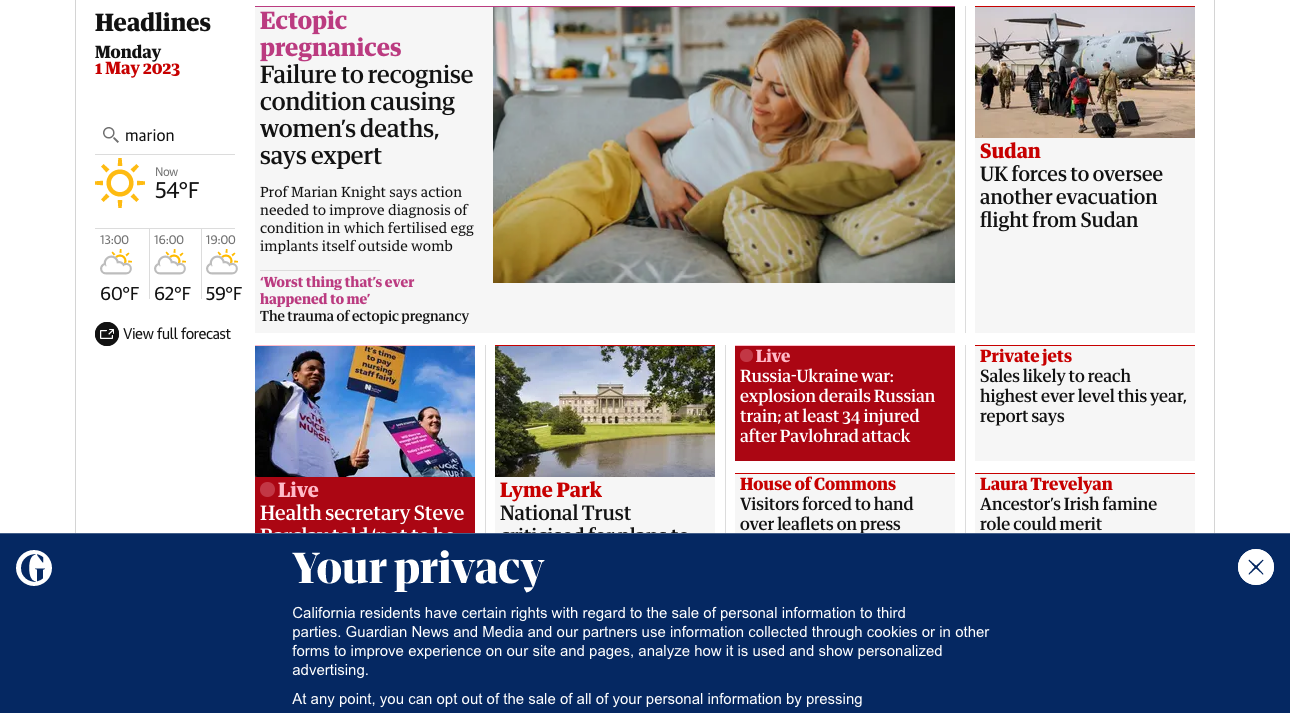 Headlines
Monday
1 May 2023
marion
Now
54°F
13:00
16:00
19:00
60°F
62°F
59°F
View full forecast
Ectopic
pregnanices
Failure to recognise
condition causing
women’s deaths,
says expert
Prof Marian Knight says action
needed to improve diagnosis of
condition in which fertilised egg
implants itself outside womb
‘Worst thing that’s ever
happened to me’
The trauma of ectopic pregnancy
Sudan
UK forces to oversee
another evacuation
flight from Sudan
It's time
to pay
nursing
staff fairly
Live
Health secretary Steve
Lyme Park
National Trust
Live
Russia-Ukraine war:
explosion derails Russian
train; at least 34 injured
after Pavlohrad attack
House of Commons
Visitors forced to hand
over leaflets on press
Private jets
Sales likely to reach
highest ever level this year,
report says
Laura Trevelyan
Ancestor’s Irish famine
role could merit
G
Your privacy
California residents have certain rights with regard to the sale of personal information to third
parties. Guardian News and Media and our partners use information collected through cookies or in other
forms to improve experience on our site and pages, analyze how it is used and show personalized
advertising.
At any point, you can opt out of the sale of all of your personal information by pressing